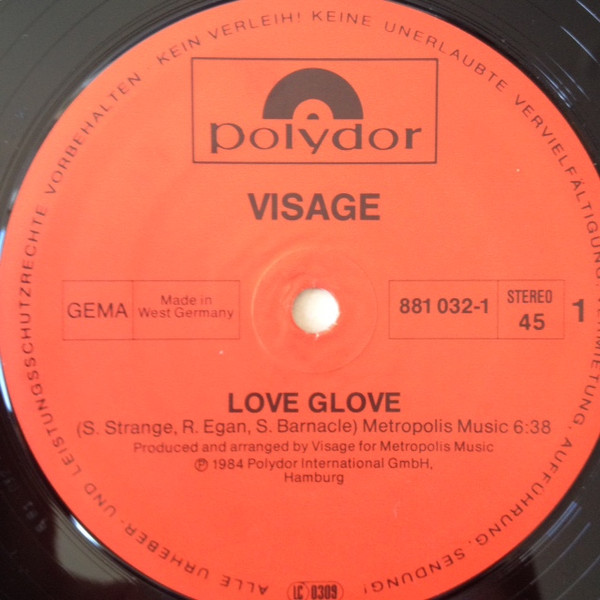 ALLE URHEBER- UND LEISTUNGSSCHUTZRECHTE VORBEHALTEN · KEIN VERLEIH! KEINE UNERLAUBTE VERVIELFÄLTIGUNG, VERMIETUNG, AUFFÜHRUNG, SENDUNG!
polydor
VISAGE
GEMA
Made in
West Germany
881 032-1
STEREO
45
1
LOVE GLOVE
(S. Strange, R. Egan, S. Barnacle) Metropolis Music 6:38
Produced and arranged by Visage for Metropolis Music
℗ 1984 Polydor International GmbH,
Hamburg
LC 0309